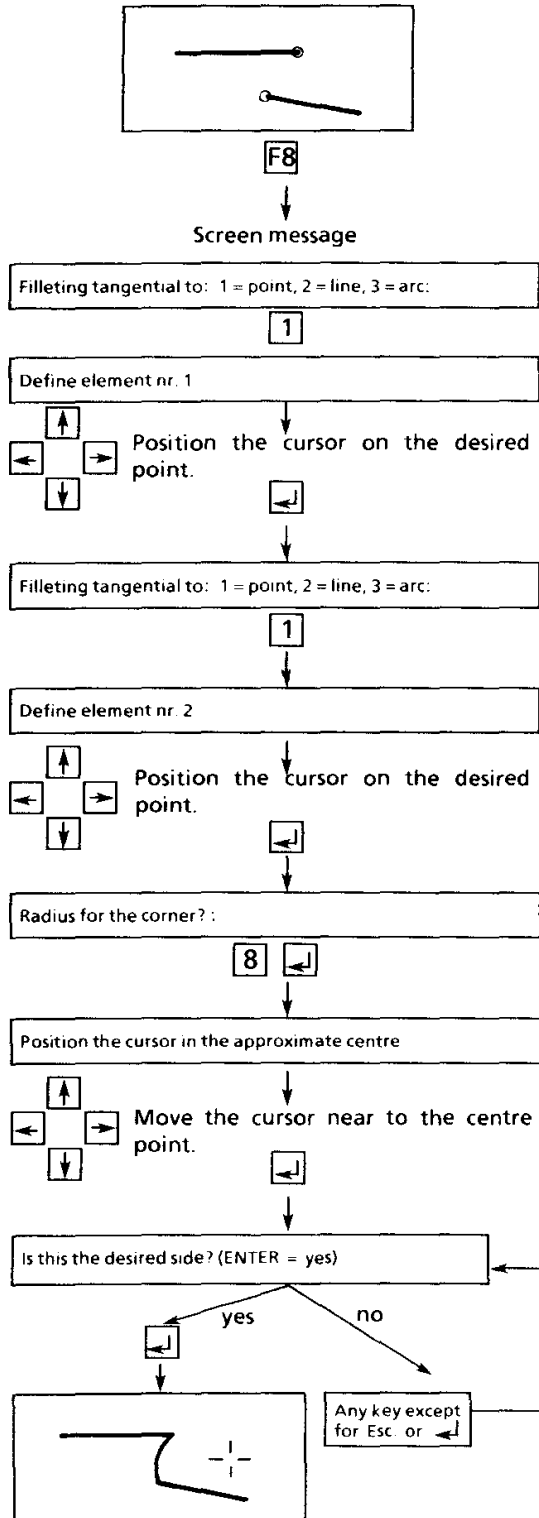 F8
Screen message
Filleting tangential to: 1 = point, 2 = line, 3 = arc:
1
Define element nr. 1
Position the cursor on the desired
point.
Filleting tangential to: 1 = point, 2 = line, 3 = arc:
1
Define element nr. 2
Position the cursor on the desired
point.
Radius for the corner? :
8
Position the cursor in the approximate centre
Move the cursor near to the centre
point.
Is this the desired side? (ENTER = yes)
yes no
Any key except
for Esc. or